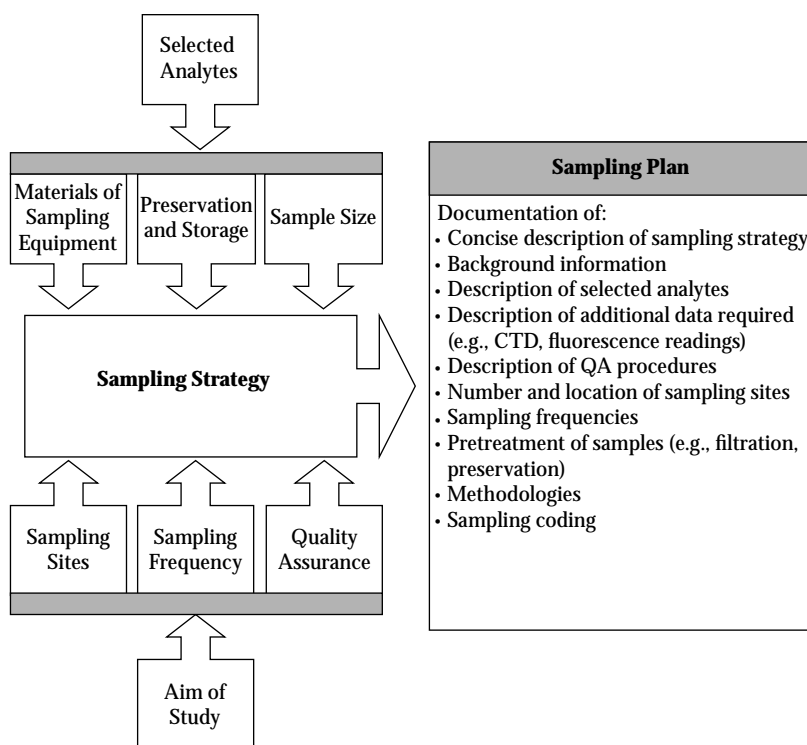 Selected
Analytes
Materials of
Sampling
Equipment
Preservation
and Storage
Sample Size
Sampling Strategy
Sampling
Sites
Sampling
Frequency
Quality
Assurance
Aim of
Study
Sampling Plan
Documentation of:
• Concise description of sampling strategy
• Background information
• Description of selected analytes
• Description of additional data required
(e.g., CTD, fluorescence readings)
• Description of QA procedures
• Number and location of sampling sites
• Sampling frequencies
• Pretreatment of samples (e.g., filtration,
preservation)
• Methodologies
• Sampling coding